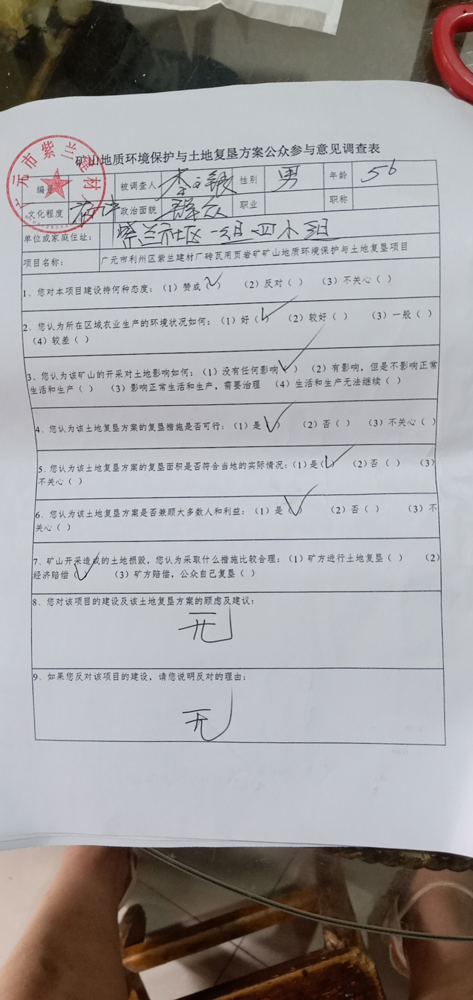 矿山地质环境保护与土地复垦方案公众参与意见调查表
广元市紫兰建材厂
编号 被调查人 李 银 性别 男 年龄 56
文化程度 政治面貌 群众 职业 职称
单位或家庭住址: 紫兰社区一组四小组
项目名称: 广元市利州区紫兰建材厂砖瓦用页岩矿矿山地质环境保护与土地复垦项目
1、您对本项目建设持何种态度:(1)赞成(✓) (2)反对( ) (3)不关心( )
2、您认为所在区域农业生产的环境状况如何:(1)好(✓) (2)较好( ) (3)一般( )
(4)较差( )
3、您认为该矿山的开采对土地影响如何:(1)没有任何影响(✓) (2)有影响,但是不影响正常
生活和生产( ) (3)影响正常生活和生产,需要治理 (4)生活和生产无法继续( )
4、您认为该土地复垦方案的复垦措施是否可行:(1)是(✓) (2)否( ) (3)不关心( )
5、您认为该土地复垦方案的复垦面积是否符合当地的实际情况:(1)是(✓) (2)否( ) (3)
不关心( )
6、您认为该土地复垦方案是否兼顾大多数人和利益:(1)是(✓) (2)否( ) (3)不
关心( )
7、矿山开采造成的土地损毁,您认为采取什么措施比较合理:(1)矿方进行土地复垦( ) (2)
经济赔偿(✓) (3)矿方赔偿,公众自己复垦( )
8、您对该项目的建设及该土地复垦方案的顾虑及建议:
无
9、如果您反对该项目的建设,请您说明反对的理由:
无